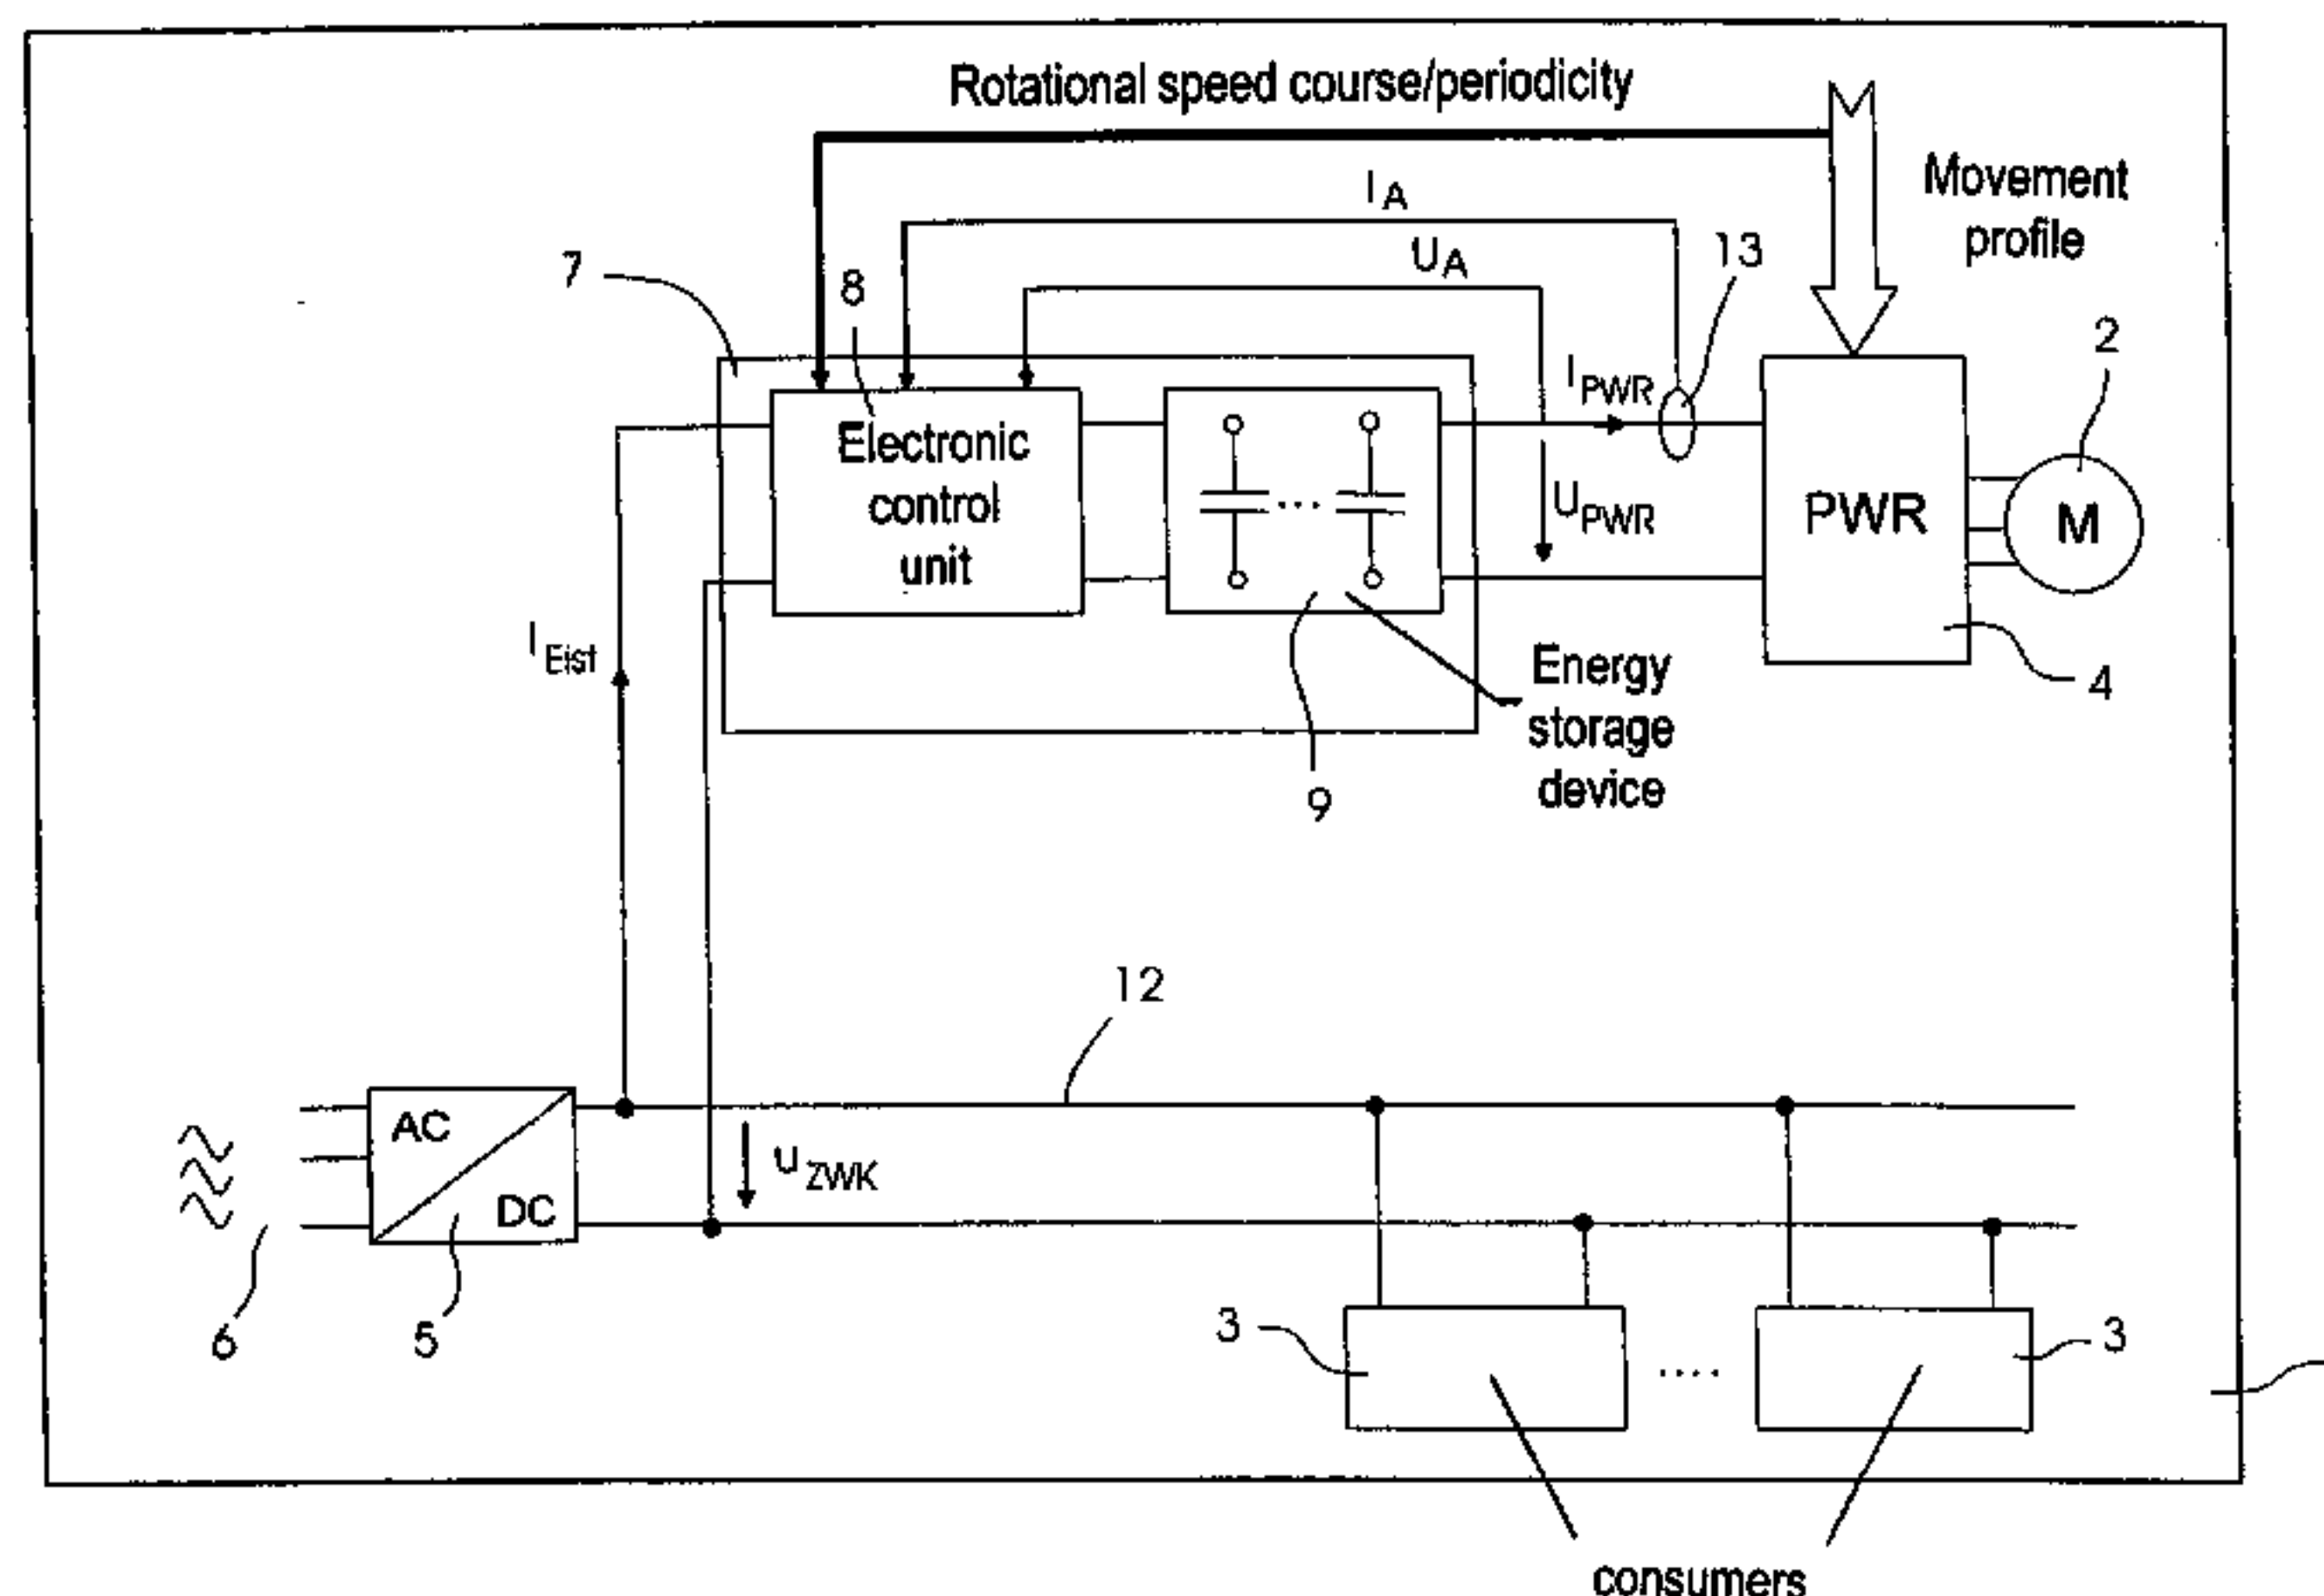 Rotational speed course/periodicity
Movement
profile
I A
U A
13
7
8
2
I PWR
Electronic
control
unit
U PWR
PWR
M
I Eist
Energy
storage
device
4
9
12
AC
DC
u ZWK
6
5
3
3
consumers